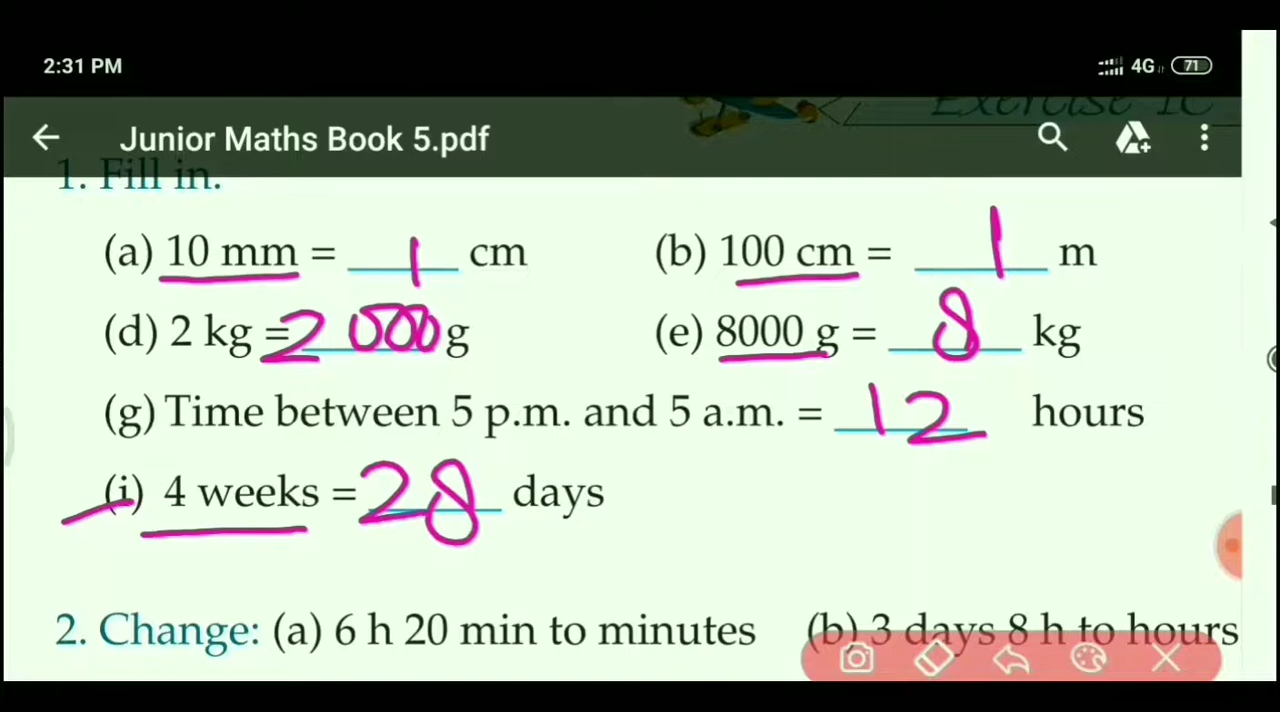 2:31 PM 4G 71
Exercise 1C
Junior Maths Book 5.pdf
1. Fill in.
(a) 10 mm = 1 cm (b) 100 cm = 1 m
(d) 2 kg = 2000 g (e) 8000 g = 8 kg
(g) Time between 5 p.m. and 5 a.m. = 12 hours
(i) 4 weeks = 28 days
2. Change: (a) 6 h 20 min to minutes (b) 3 days 8 h to hours